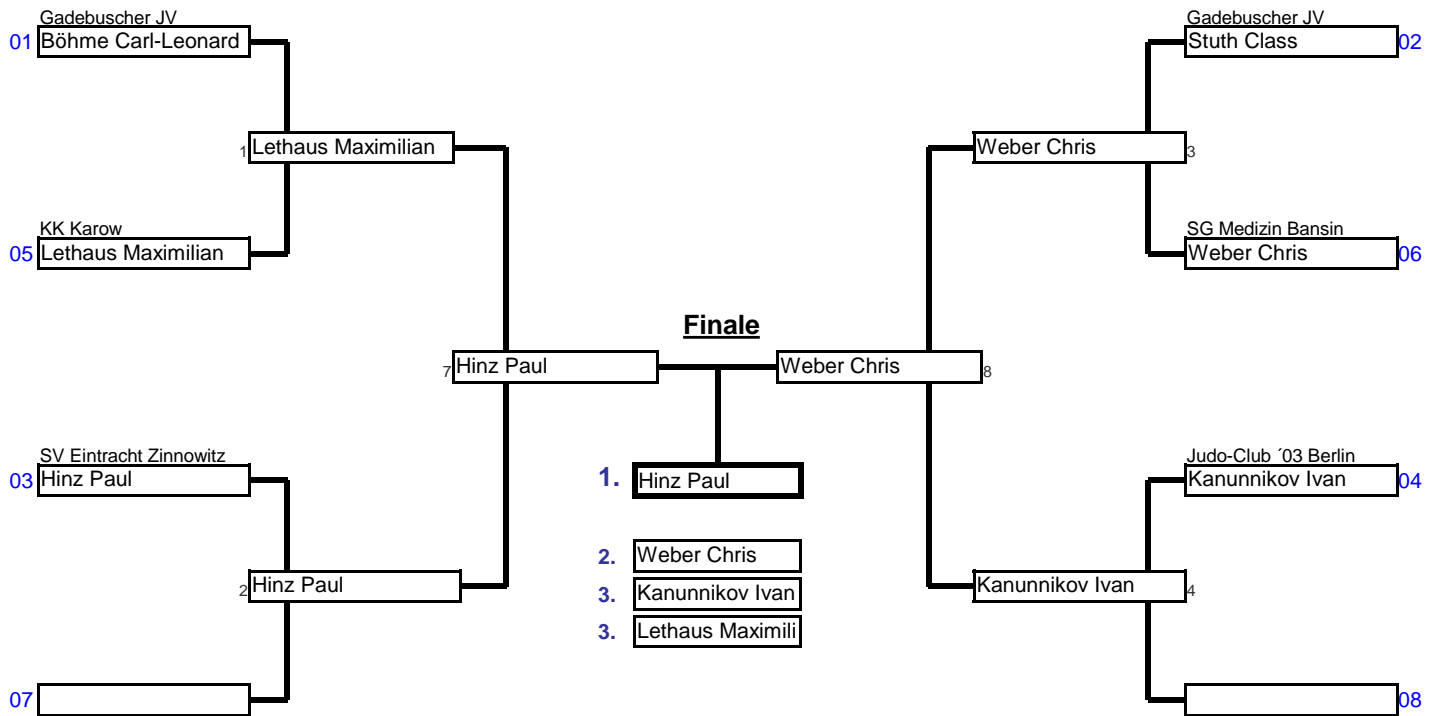 Gadebuscher JV
01 Böhme Carl-Leonard
Gadebuscher JV
Stuth Class 02
1 Lethaus Maximilian
Weber Chris 3
KK Karow
05 Lethaus Maximilian
SG Medizin Bansin
Weber Chris 06
Finale
7 Hinz Paul
Weber Chris 8
SV Eintracht Zinnowitz
03 Hinz Paul
1. Hinz Paul
Judo-Club ´03 Berlin
Kanunnikov Ivan 04
2. Weber Chris
2 Hinz Paul
3. Kanunnikov Ivan
Kanunnikov Ivan 4
3. Lethaus Maximili
07
08